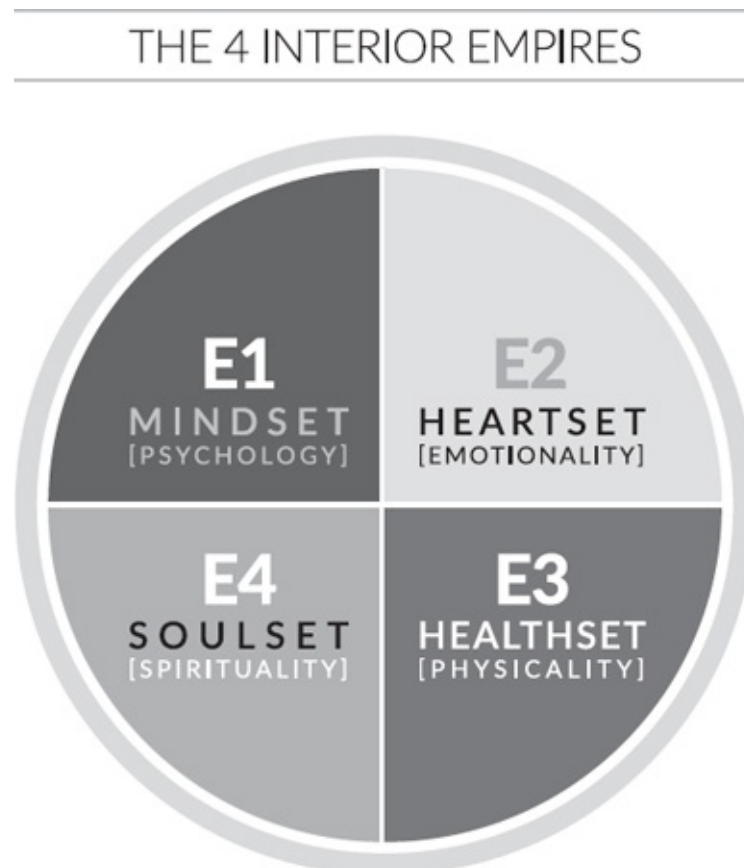 THE 4 INTERIOR EMPIRES
E1
MINDSET
[PSYCHOLOGY]
E2
HEARTSET
[EMOTIONALITY]
E4
SOULSET
[SPIRITUALITY]
E3
HEALTHSET
[PHYSICALITY]